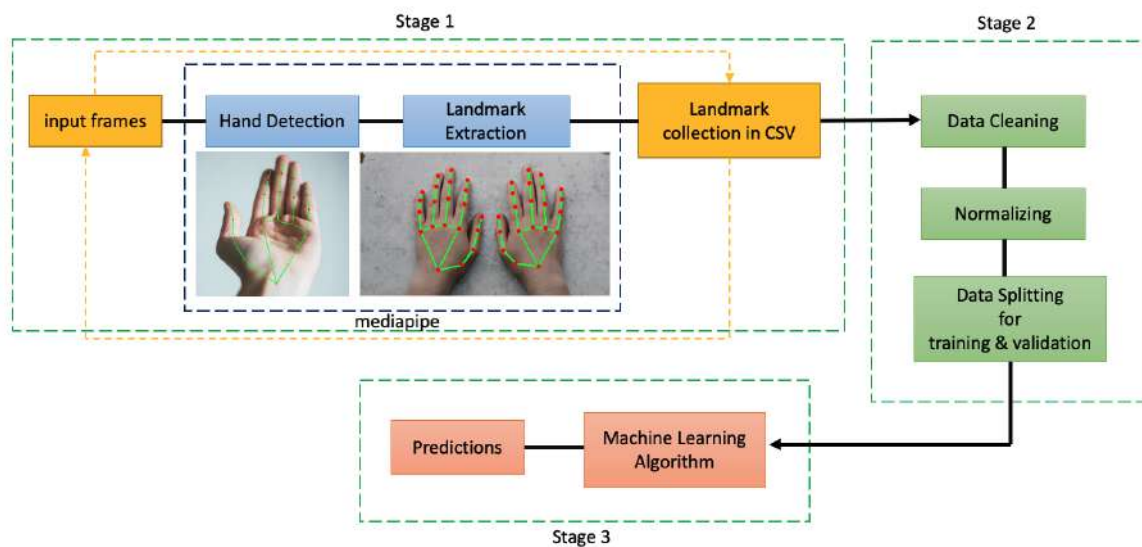 Stage 1
Stage 2
input frames
Hand Detection
Landmark
Extraction
Landmark
collection in CSV
Data Cleaning
Normalizing
Data Splitting
for
training & validation
mediapipe
Predictions
Machine Learning
Algorithm
Stage 3